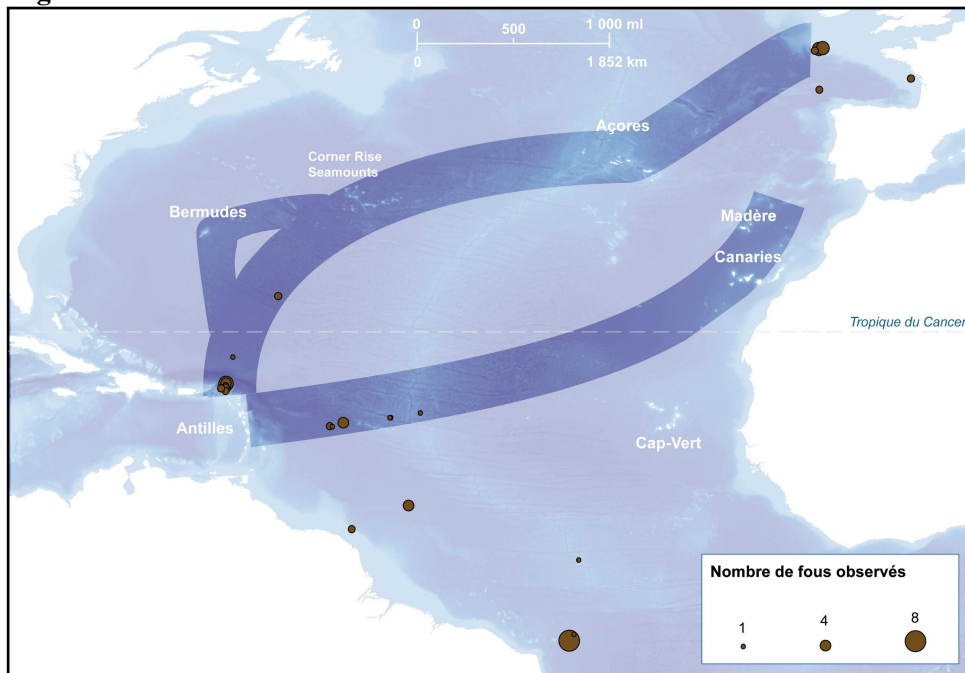 0 500 1 000 ml
0 1 852 km
Açores
Corner Rise
Seamounts
Bermudes
Madère
Canaries
Tropique du Cancer
Antilles
Cap-Vert
Nombre de fous observés
1 4 8